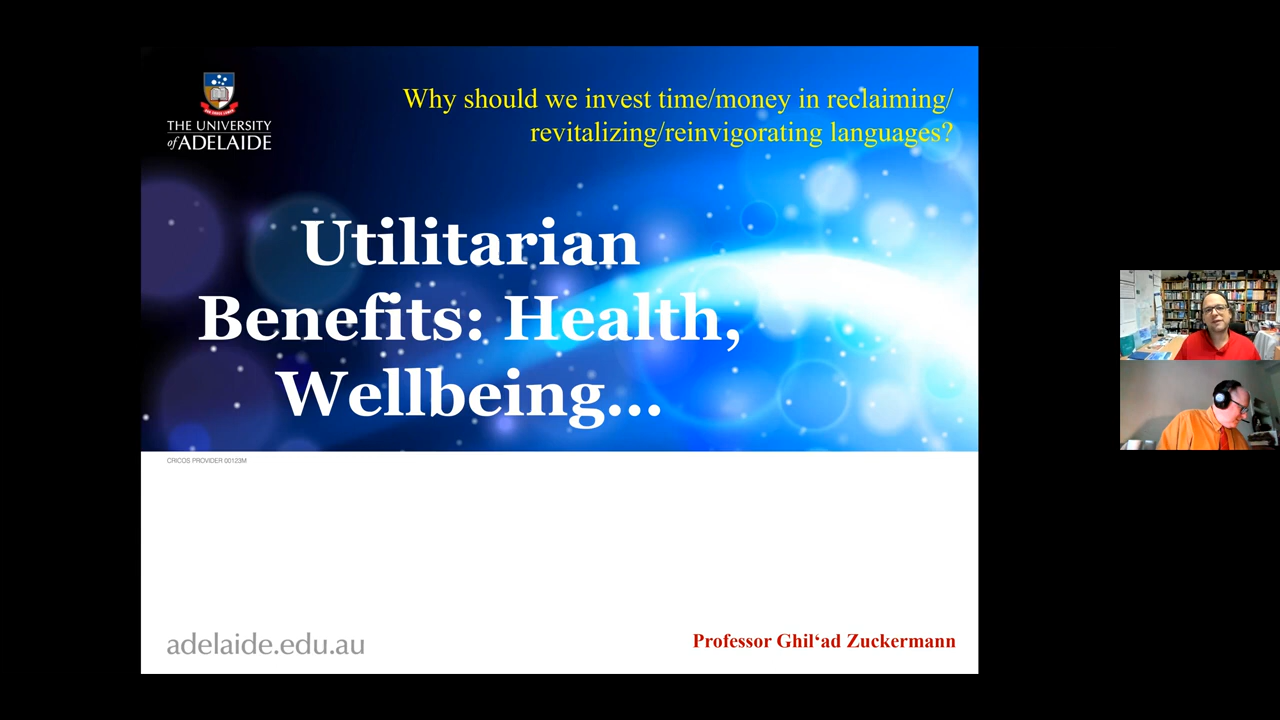 THE UNIVERSITY
of ADELAIDE
Why should we invest time/money in reclaiming/
revitalizing/reinvigorating languages?
Utilitarian
Benefits: Health,
Wellbeing...
CRICOS PROVIDER 00123M
adelaide.edu.au
Professor Ghil‘ad Zuckermann